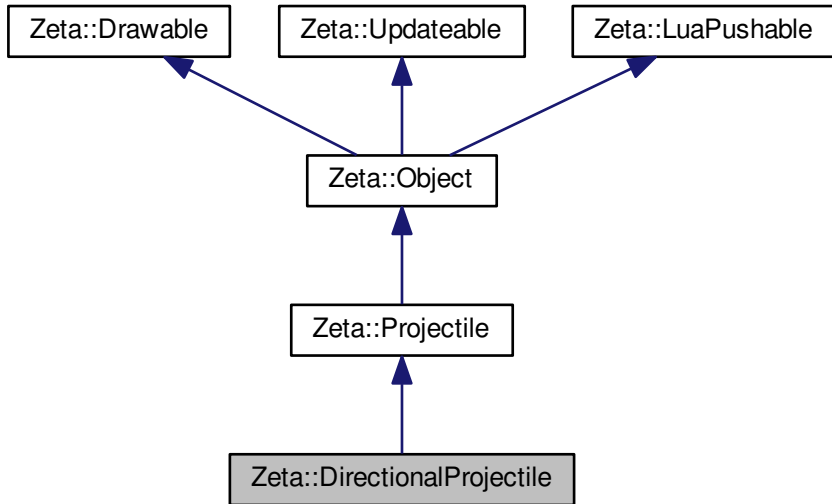 Zeta::Drawable
Zeta::Updateable
Zeta::LuaPushable
Zeta::Object
Zeta::Projectile
Zeta::DirectionalProjectile